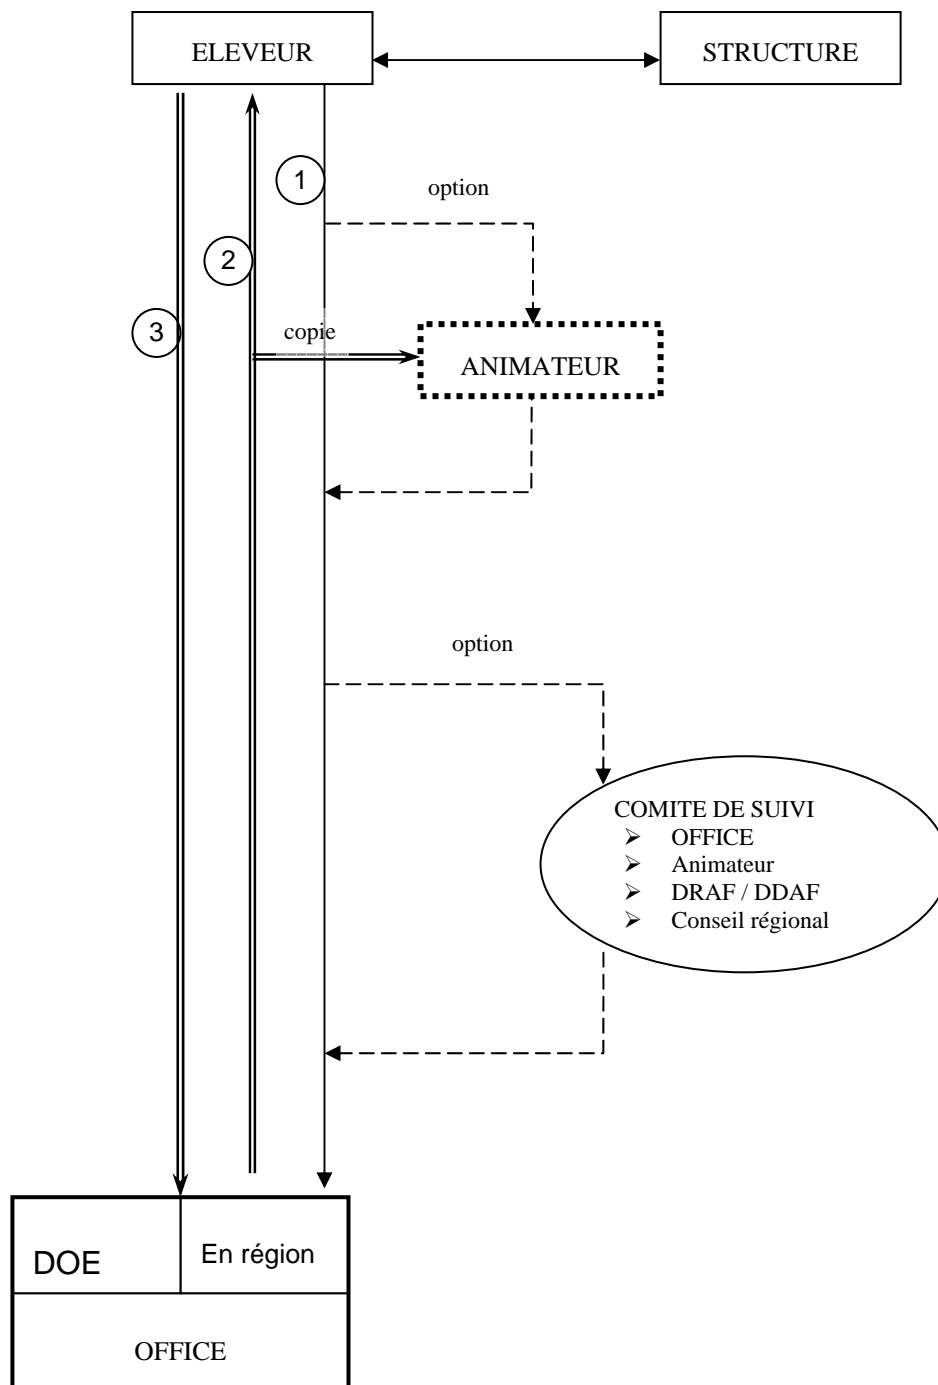 ELEVEUR
STRUCTURE
1
option
2
3
copie
ANIMATEUR
option
COMITE DE SUIVI
➢ OFFICE
➢ Animateur
➢ DRAF / DDAF
➢ Conseil régional
DOE
En région
OFFICE